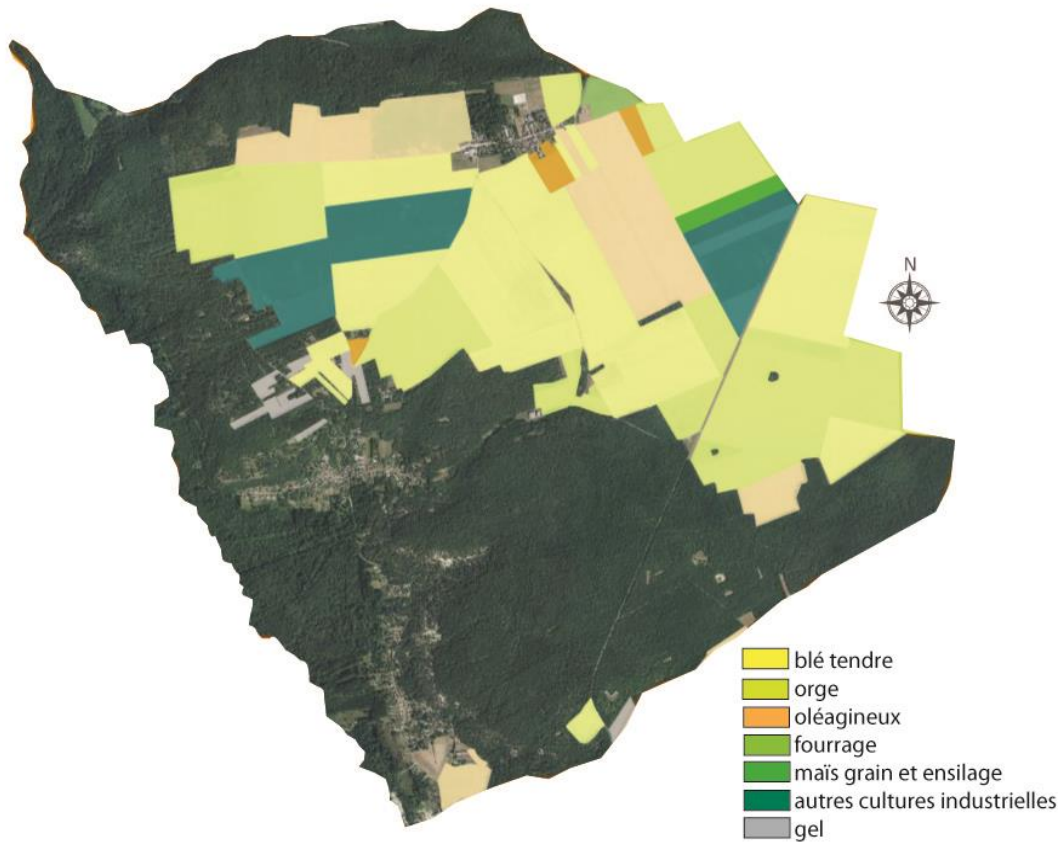 N
blé tendre
orge
oléagineux
fourrage
maïs grain et ensilage
autres cultures industrielles
gel